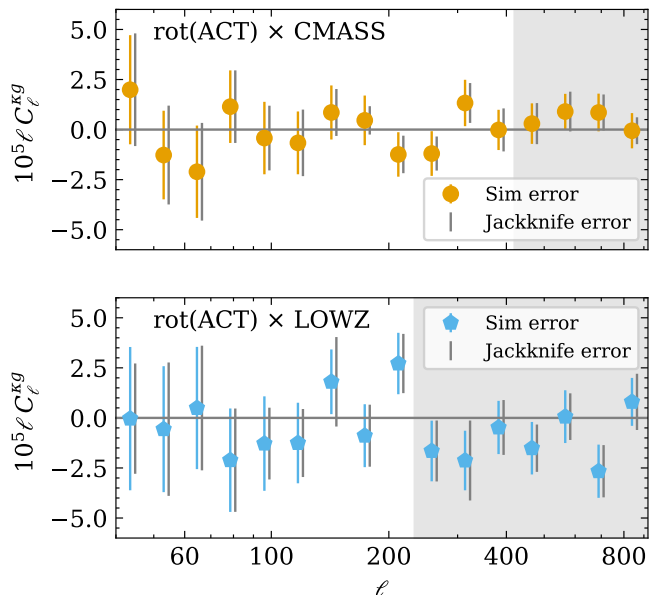 rot(ACT) × CMASS
5.0
2.5
0.0
−2.5
−5.0
10⁵ ℓ C_ℓ^{κg}
Sim error
Jackknife error
rot(ACT) × LOWZ
5.0
2.5
0.0
−2.5
−5.0
10⁵ ℓ C_ℓ^{κg}
Sim error
Jackknife error
60
100
200
400
800
ℓ